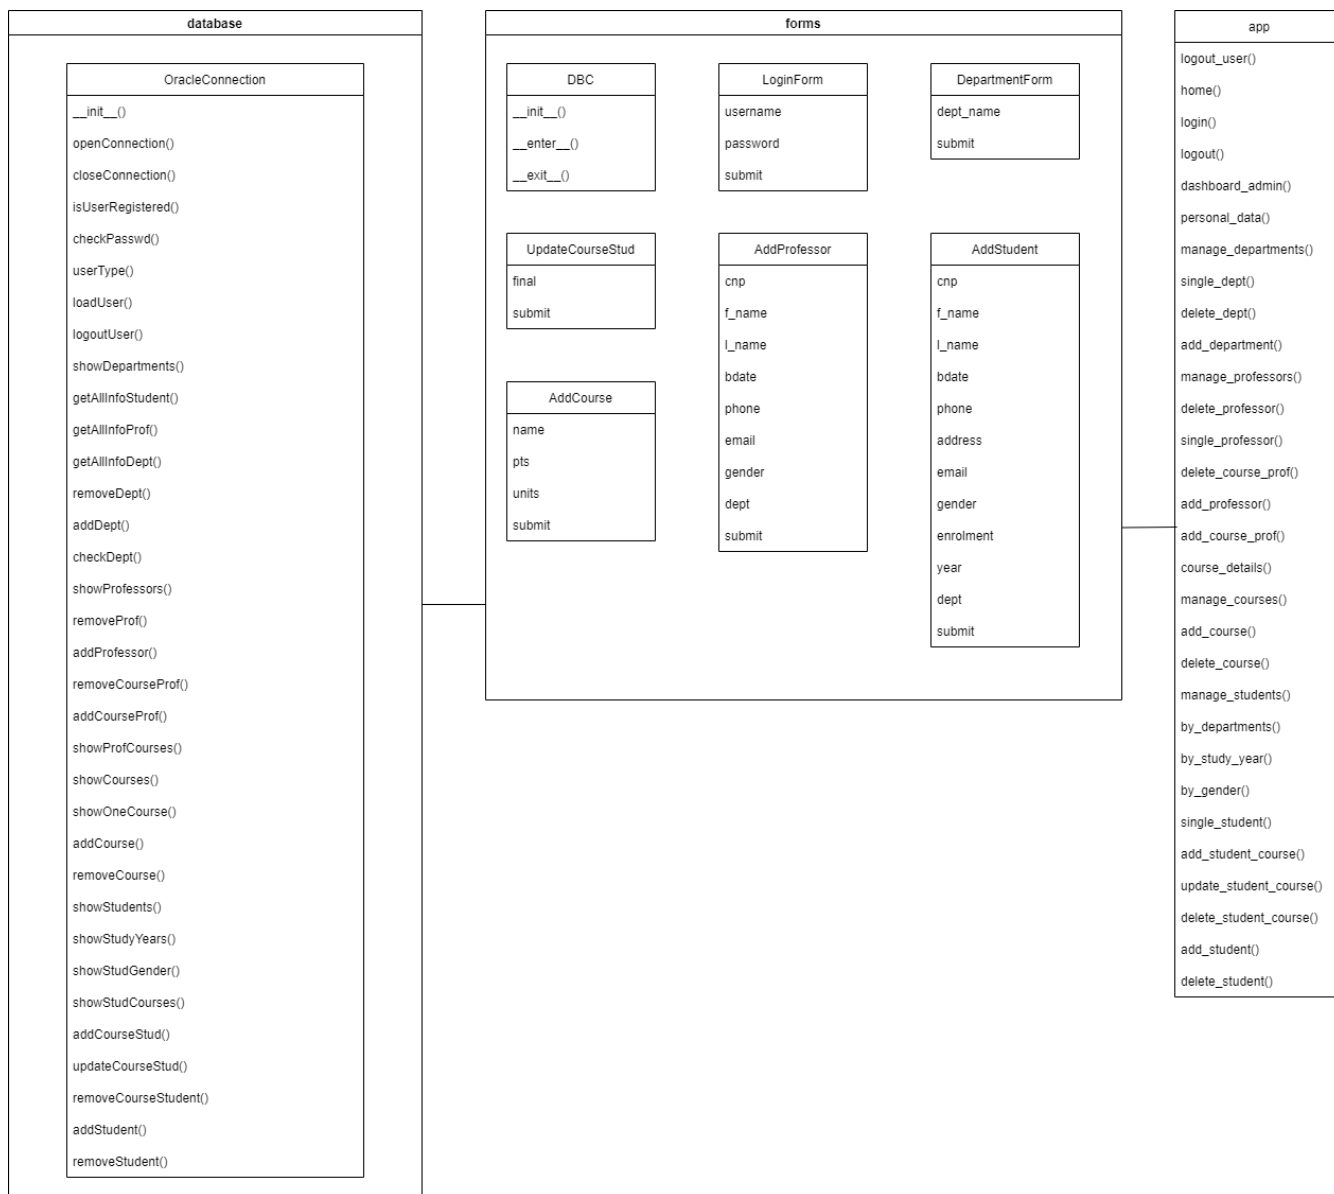 database
OracleConnection
__init__()
openConnection()
closeConnection()
isUserRegistered()
checkPasswd()
userType()
loadUser()
logoutUser()
showDepartments()
getAllInfoStudent()
getAllInfoProf()
getAllInfoDept()
removeDept()
addDept()
checkDept()
showProfessors()
removeProf()
addProfessor()
removeCourseProf()
addCourseProf()
showProfCourses()
showCourses()
showOneCourse()
addCourse()
removeCourse()
showStudents()
showStudyYears()
showStudGender()
showStudCourses()
addCourseStud()
updateCourseStud()
removeCourseStudent()
addStudent()
removeStudent()
forms
DBC
__init__()
__enter__()
__exit__()
LoginForm
username
password
submit
DepartmentForm
dept_name
submit
UpdateCourseStud
final
submit
AddProfessor
cnp
f_name
l_name
bdate
phone
email
gender
dept
submit
AddStudent
cnp
f_name
l_name
bdate
phone
address
email
gender
enrolment
year
dept
submit
AddCourse
name
pts
units
submit
app
logout_user()
home()
login()
logout()
dashboard_admin()
personal_data()
manage_departments()
single_dept()
delete_dept()
add_department()
manage_professors()
delete_professor()
single_professor()
delete_course_prof()
add_professor()
add_course_prof()
course_details()
manage_courses()
add_course()
delete_course()
manage_students()
by_departments()
by_study_year()
by_gender()
single_student()
add_student_course()
update_student_course()
delete_student_course()
add_student()
delete_student()